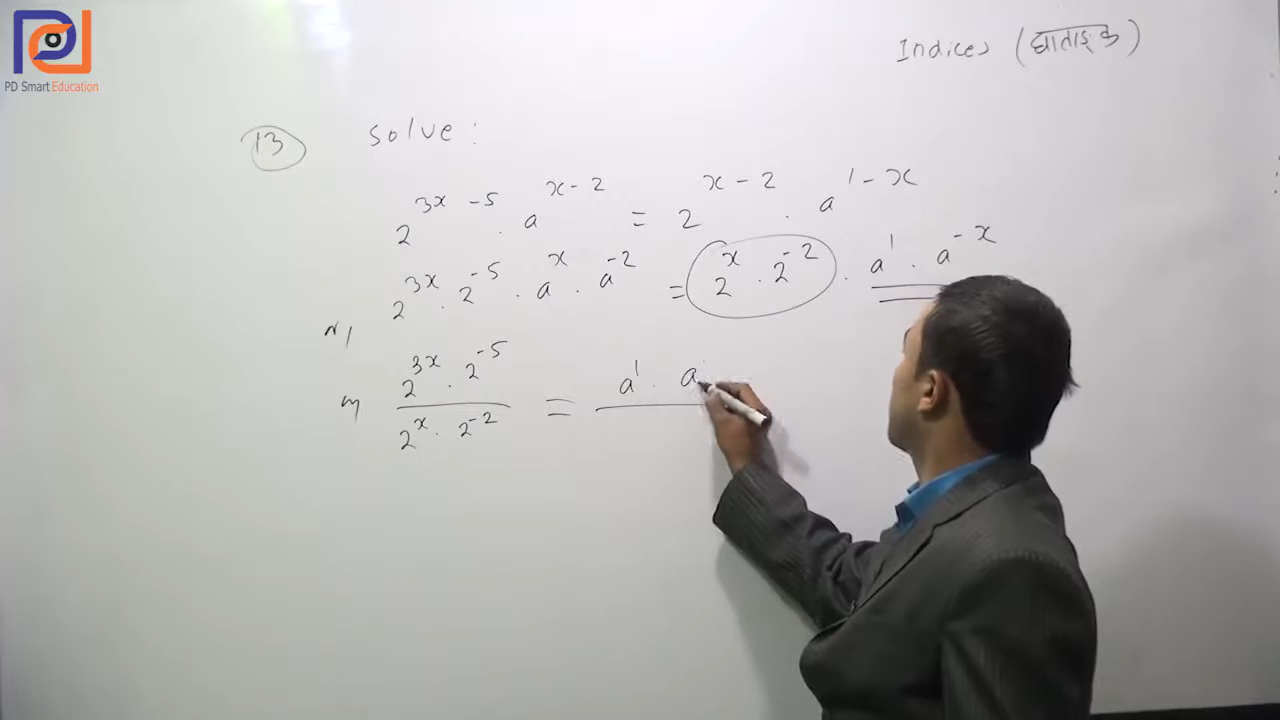 PD Smart Education
Indices (घाताङ्क)
13 Solve:
2^{3x-5} . a^{x-2} = 2^{x-2} . a^{1-x}
2^{3x} . 2^{-5} . a^x . a^{-2} = 2^x . 2^{-2} . a^1 . a^{-x}
2^{3x} . 2^{-5} / 2^x . 2^{-2} = a^1 . a